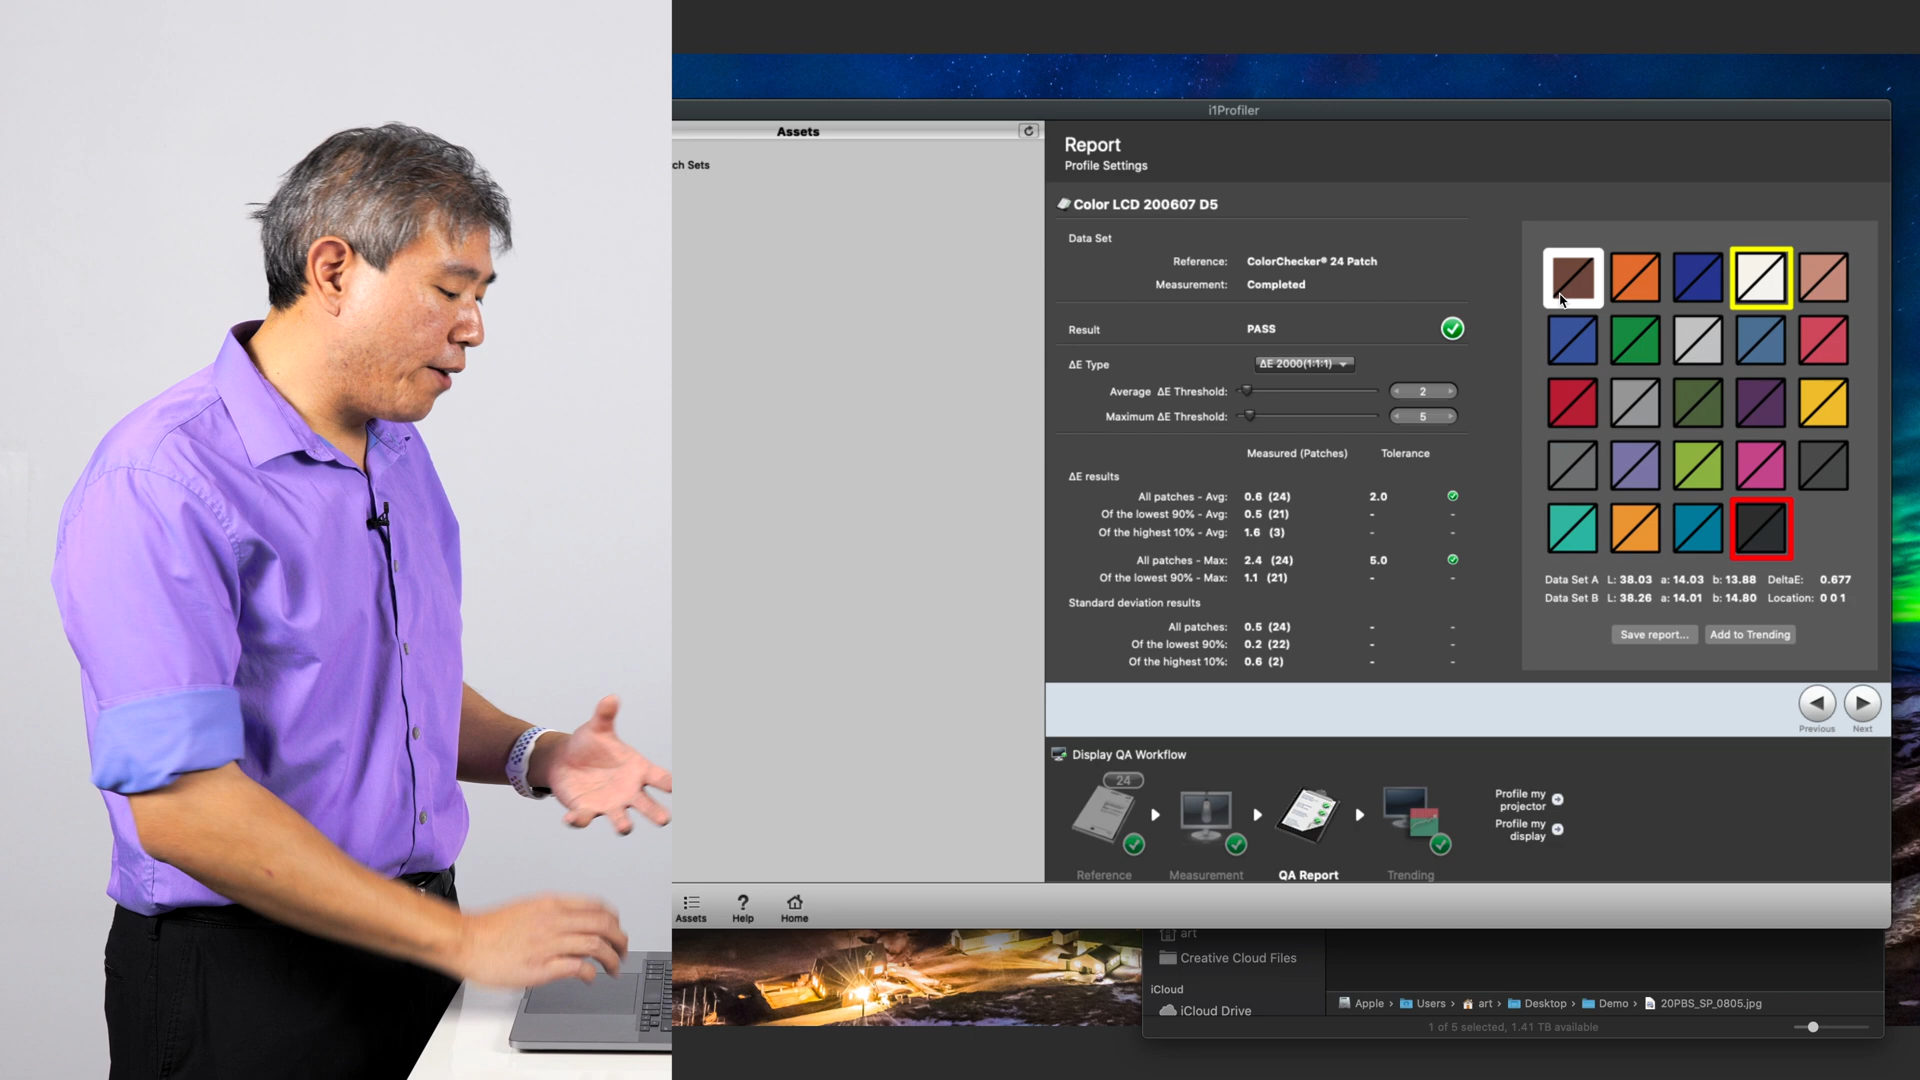 i1Profiler
Assets
ch Sets
Report
Profile Settings
Color LCD 200607 D5
Data Set
Reference: ColorChecker® 24 Patch
Measurement: Completed
Result PASS
ΔE Type ΔE 2000(1:1:1)
Average ΔE Threshold: 2
Maximum ΔE Threshold: 5
Measured (Patches) Tolerance
ΔE results
All patches - Avg: 0.6 (24) 2.0
Of the lowest 90% - Avg: 0.5 (21) - -
Of the highest 10% - Avg: 1.6 (3) - -
All patches - Max: 2.4 (24) 5.0
Of the lowest 90% - Max: 1.1 (21) - -
Standard deviation results
All patches: 0.5 (24) - -
Of the lowest 90%: 0.2 (22) - -
Of the highest 10%: 0.6 (2) - -
Data Set A L: 38.03 a: 14.03 b: 13.88 DeltaE: 0.677
Data Set B L: 38.26 a: 14.01 b: 14.80 Location: 0 0 1
Save report... Add to Trending
Previous Next
Display QA Workflow
24
Profile my
projector
Profile my
display
Reference Measurement QA Report Trending
Assets Help Home
art
Creative Cloud Files
iCloud
iCloud Drive
Apple › Users › art › Desktop › Demo › 20PBS_SP_0805.jpg
1 of 5 selected, 1.41 TB available